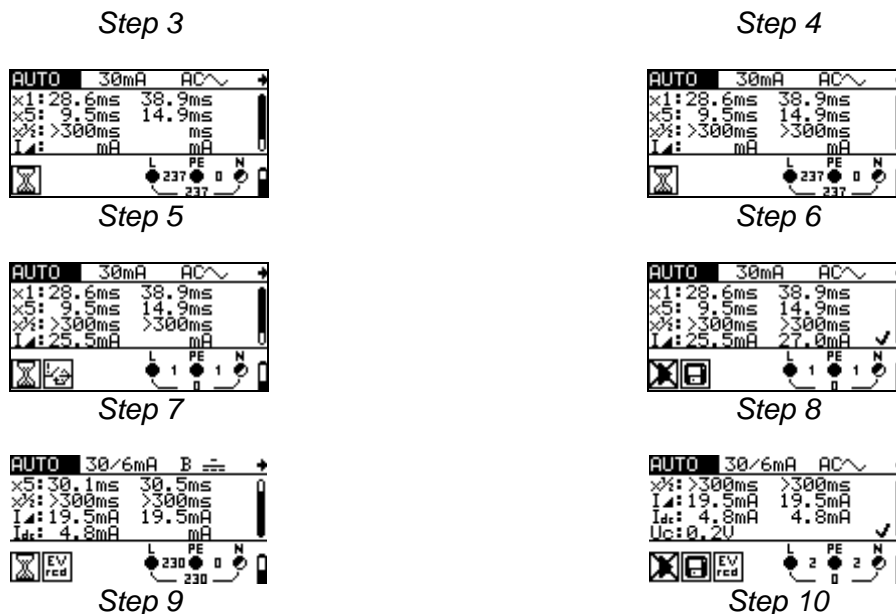 Step 3
Step 4
AUTO 30mA AC
x1:28.6ms 38.9ms
x5: 9.5ms 14.9ms
x½:>300ms ms
I◢: mA mA
L PE N
237 0
237
Step 5
AUTO 30mA AC
x1:28.6ms 38.9ms
x5: 9.5ms 14.9ms
x½:>300ms >300ms
I◢: mA mA
L PE N
237 0
237
Step 6
AUTO 30mA AC
x1:28.6ms 38.9ms
x5: 9.5ms 14.9ms
x½:>300ms >300ms
I◢:25.5mA mA
L PE N
1 1
0
Step 7
AUTO 30mA AC
x1:28.6ms 38.9ms
x5: 9.5ms 14.9ms
x½:>300ms >300ms
I◢:25.5mA 27.0mA
L PE N
1 1
0
Step 8
AUTO 30/6mA B
x5:30.1ms 30.5ms
x½:>300ms >300ms
I◢:19.5mA 19.5mA
Idc: 4.8mA mA
EV rcd
L PE N
230 0
230
Step 9
AUTO 30/6mA AC
x½:>300ms >300ms
I◢:19.5mA 19.5mA
Idc: 4.8mA 4.8mA
Uc:0.2V
EV rcd
L PE N
2 2
0
Step 10